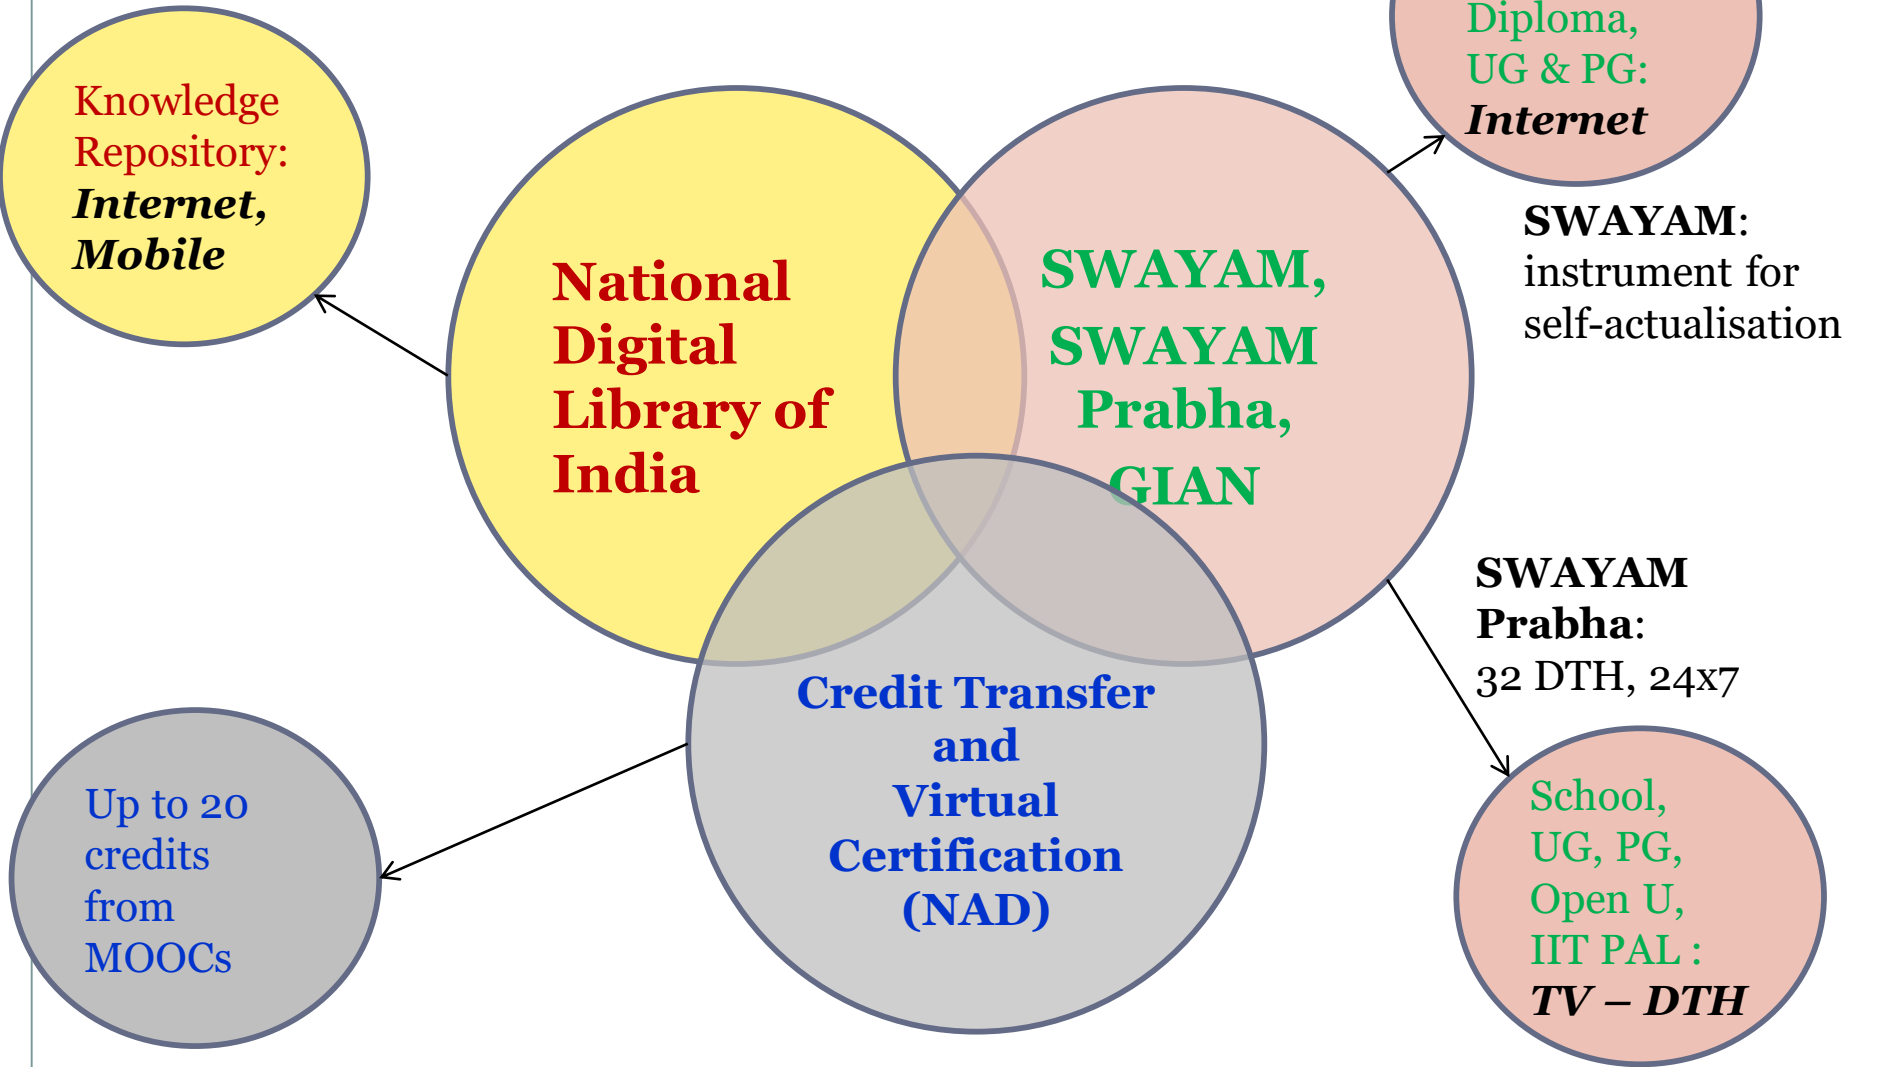 Knowledge
Repository:
Internet,
Mobile
National
Digital
Library of
India
SWAYAM,
SWAYAM
Prabha,
GIAN
Diploma,
UG & PG:
Internet
SWAYAM:
instrument for
self-actualisation
SWAYAM
Prabha:
32 DTH, 24x7
Credit Transfer
and
Virtual
Certification
(NAD)
Up to 20
credits
from
MOOCs
School,
UG, PG,
Open U,
IIT PAL :
TV – DTH